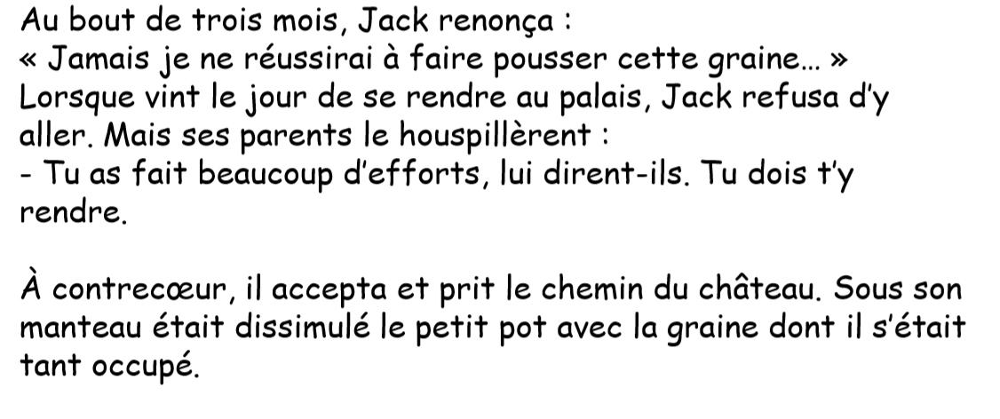 Au bout de trois mois, Jack renonça :
« Jamais je ne réussirai à faire pousser cette graine... »
Lorsque vint le jour de se rendre au palais, Jack refusa d'y
aller. Mais ses parents le houspillèrent :
- Tu as fait beaucoup d'efforts, lui dirent-ils. Tu dois t'y
rendre.
À contrecœur, il accepta et prit le chemin du château. Sous son
manteau était dissimulé le petit pot avec la graine dont il s'était
tant occupé.